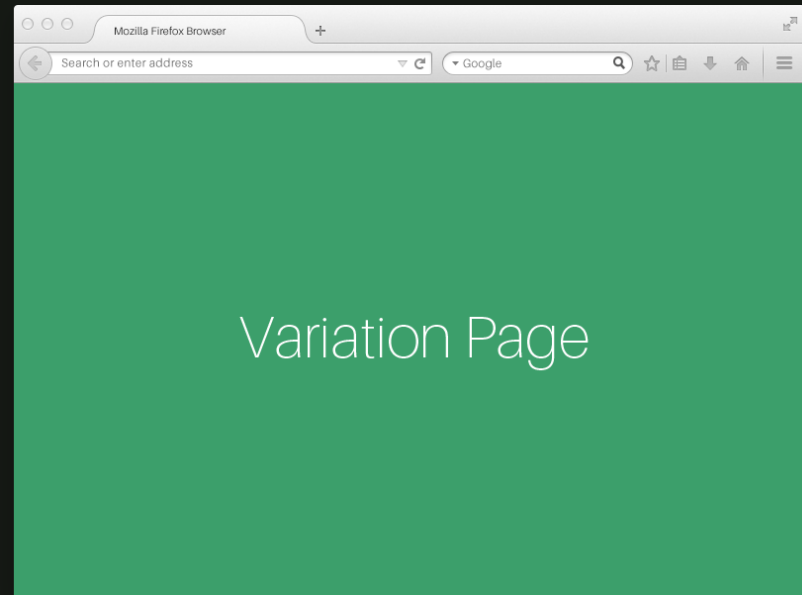 Mozilla Firefox Browser
Search or enter address
Google
Variation Page